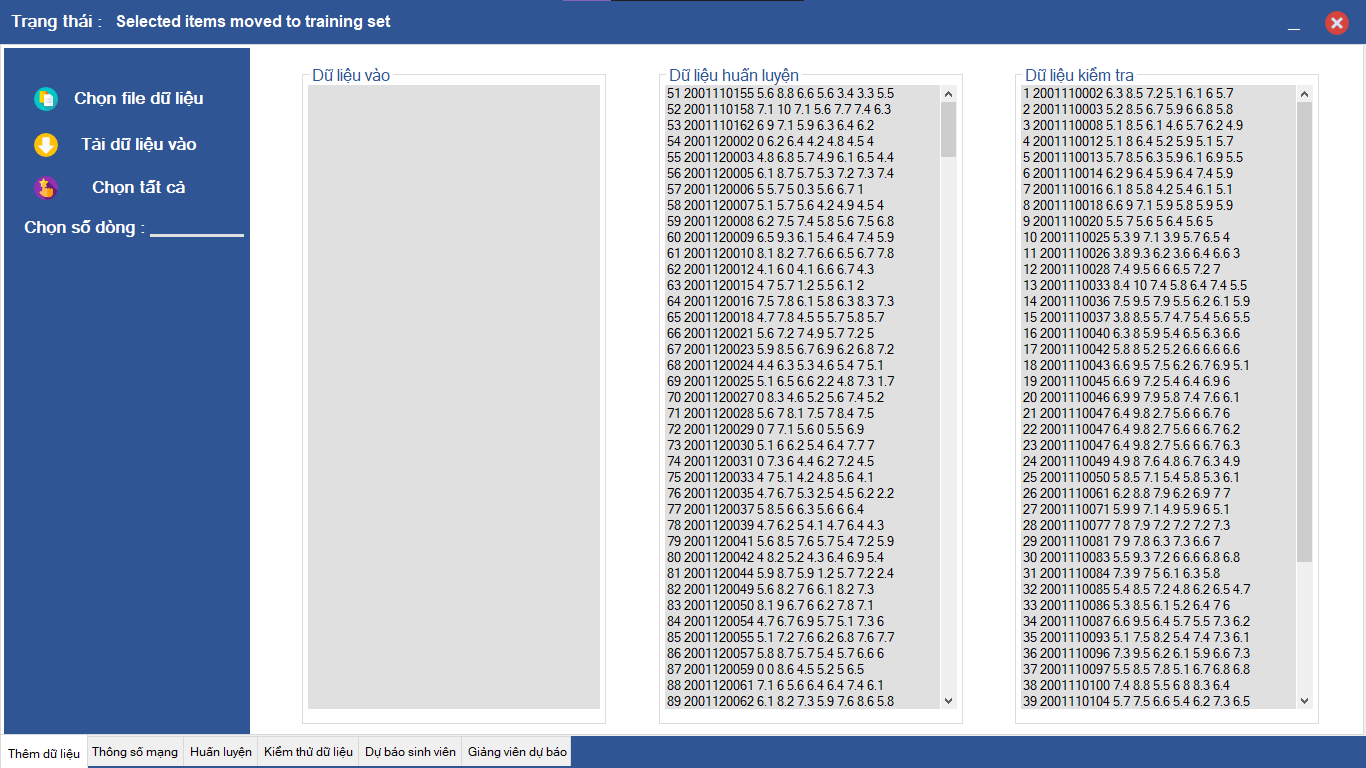 Trạng thái : Selected items moved to training set
Chọn file dữ liệu
Tải dữ liệu vào
Chọn tất cả
Chọn số dòng :
Dữ liệu vào
Dữ liệu huấn luyện
51 2001110155 5.6 8.8 6.6 5.6 3.4 3.3 5.5
52 2001110158 7.1 10 7.1 5.6 7.7 7.4 6.3
53 2001110162 6 9 7.1 5.9 6.3 6.4 6.2
54 2001120002 0 6.2 6.4 4.2 4.8 4.5 4
55 2001120003 4.8 6.8 5.7 4.9 6.1 6.5 4.4
56 2001120005 6.1 8.7 5.7 5.3 7.2 7.3 7.4
57 2001120006 5 5.7 5 0.3 5.6 6.7 1
58 2001120007 5.1 5.7 5.6 4.2 4.9 4.5 4
59 2001120008 6.2 7.5 7.4 5.8 5.6 7.5 6.8
60 2001120009 6.5 9.3 6.1 5.4 6.4 7.4 5.9
61 2001120010 8.1 8.2 7.7 6.6 6.5 6.7 7.8
62 2001120012 4.1 6 0 4.1 6.6 6.7 4.3
63 2001120015 4 7 5.7 1.2 5.5 6.1 2
64 2001120016 7.5 7.8 6.1 5.8 6.3 8.3 7.3
65 2001120018 4.7 7.8 4.5 5 5.7 5.8 5.7
66 2001120021 5.6 7.2 7 4.9 5.7 7.2 5
67 2001120023 5.9 8.5 6.7 6.9 6.2 6.8 7.2
68 2001120024 4.4 6.3 5.3 4.6 5.4 7 5.1
69 2001120025 5.1 6.5 6.6 2.2 4.8 7.3 1.7
70 2001120027 0 8.3 4.6 5.2 5.6 7.4 5.2
71 2001120028 5.6 7 8.1 7.5 7 8.4 7.5
72 2001120029 0 7 7.1 5.6 0 5.5 6.9
73 2001120030 5.1 6 6.2 5.4 6.4 7.7 7
74 2001120031 0 7.3 6 4.4 6.2 7.2 4.5
75 2001120033 4 7 5.1 4.2 4.8 5.6 4.1
76 2001120035 4.7 6.7 5.3 2.5 4.5 6.2 2.2
77 2001120037 5 8.5 6 6.3 5.6 6 6.4
78 2001120039 4.7 6.2 5 4.1 4.7 6.4 4.3
79 2001120041 5.6 8.5 7.6 5.7 5.4 7.2 5.9
80 2001120042 4 8.2 5.2 4.3 6.4 6.9 5.4
81 2001120044 5.9 8.7 5.9 1.2 5.7 7.2 2.4
82 2001120049 5.6 8.2 7 6 6.1 8.2 7.3
83 2001120050 8.1 9 6.7 6 6.2 7.8 7.1
84 2001120054 4.7 6.7 6.9 5.7 5.1 7.3 6
85 2001120055 5.1 7.2 7.6 6.2 6.8 7.6 7.7
86 2001120057 5.8 8.7 5.7 5.4 5.7 6.6 6
87 2001120059 0 0 8.6 4.5 5.2 5 6.5
88 2001120061 7.1 6 5.6 6.4 6.4 7.4 6.1
89 2001120062 6.1 8.2 7.3 5.9 7.6 8.6 5.8
Dữ liệu kiểm tra
1 2001110002 6.3 8.5 7.2 5.1 6.1 6 5.7
2 2001110003 5.2 8.5 6.7 5.9 6 6.8 5.8
3 2001110008 5.1 8.5 6.1 4.6 5.7 6.2 4.9
4 2001110012 5.1 8 6.4 5.2 5.9 5.1 5.7
5 2001110013 5.7 8.5 6.3 5.9 6.1 6.9 5.5
6 2001110014 6.2 9 6.4 5.9 6.4 7.4 5.9
7 2001110016 6.1 8 5.8 4.2 5.4 6.1 5.1
8 2001110018 6.6 9 7.1 5.9 5.8 5.9 5.9
9 2001110020 5.5 7 5.6 5 6.4 5.6 5
10 2001110025 5.3 9 7.1 3.9 5.7 6.5 4
11 2001110026 3.8 9.3 6.2 3.6 6.4 6.6 3
12 2001110028 7.4 9.5 6 6 6.5 7.2 7
13 2001110033 8.4 10 7.4 5.8 6.4 7.4 5.5
14 2001110036 7.5 9.5 7.9 5.5 6.2 6.1 5.9
15 2001110037 3.8 8.5 5.7 4.7 5.4 5.6 5.5
16 2001110040 6.3 8 5.9 5.4 6.5 6.3 6.6
17 2001110042 5.8 8 5.2 5.2 6.6 6.6 6.6
18 2001110043 6.6 9.5 7.5 6.2 6.7 6.9 5.1
19 2001110045 6.6 9 7.2 5.4 6.4 6.9 6
20 2001110046 6.9 9 7.9 5.8 7.4 7.6 6.1
21 2001110047 6.4 9.8 2.7 5.6 6 6.7 6
22 2001110047 6.4 9.8 2.7 5.6 6 6.7 6.2
23 2001110047 6.4 9.8 2.7 5.6 6 6.7 6.3
24 2001110049 4.9 8 7.6 4.8 6.7 6.3 4.9
25 2001110050 5 8.5 7.1 5.4 5.8 5.3 6.1
26 2001110061 6.2 8.8 7.9 6.2 6.9 7 7
27 2001110071 5.9 9 7.1 4.9 5.9 6 5.1
28 2001110077 7 8 7.9 7.2 7.2 7.2 7.3
29 2001110081 7 9 7.8 6.3 7.3 6.6 7
30 2001110083 5.5 9.3 7.2 6 6.6 6.8 6.8
31 2001110084 7.3 9 7 5 6.1 6.3 5.8
32 2001110085 5.4 8.5 7.2 4.8 6.2 6.5 4.7
33 2001110086 5.3 8.5 6.1 5.2 6.4 7 6
34 2001110087 6.6 9.5 6.4 5.7 5.5 7.3 6.2
35 2001110093 5.1 7.5 8.2 5.4 7.4 7.3 6.1
36 2001110096 7.3 9.5 6.2 6.1 5.9 6.6 7.3
37 2001110097 5.5 8.5 7.8 5.1 6.7 6.8 6.8
38 2001110100 7.4 8.8 5.5 6 8 8.3 6.4
39 2001110104 5.7 7.5 6.6 5.4 6.2 7.3 6.5
Thêm dữ liệu
Thông số mạng
Huấn luyện
Kiểm thử dữ liệu
Dự báo sinh viên
Giảng viên dự báo